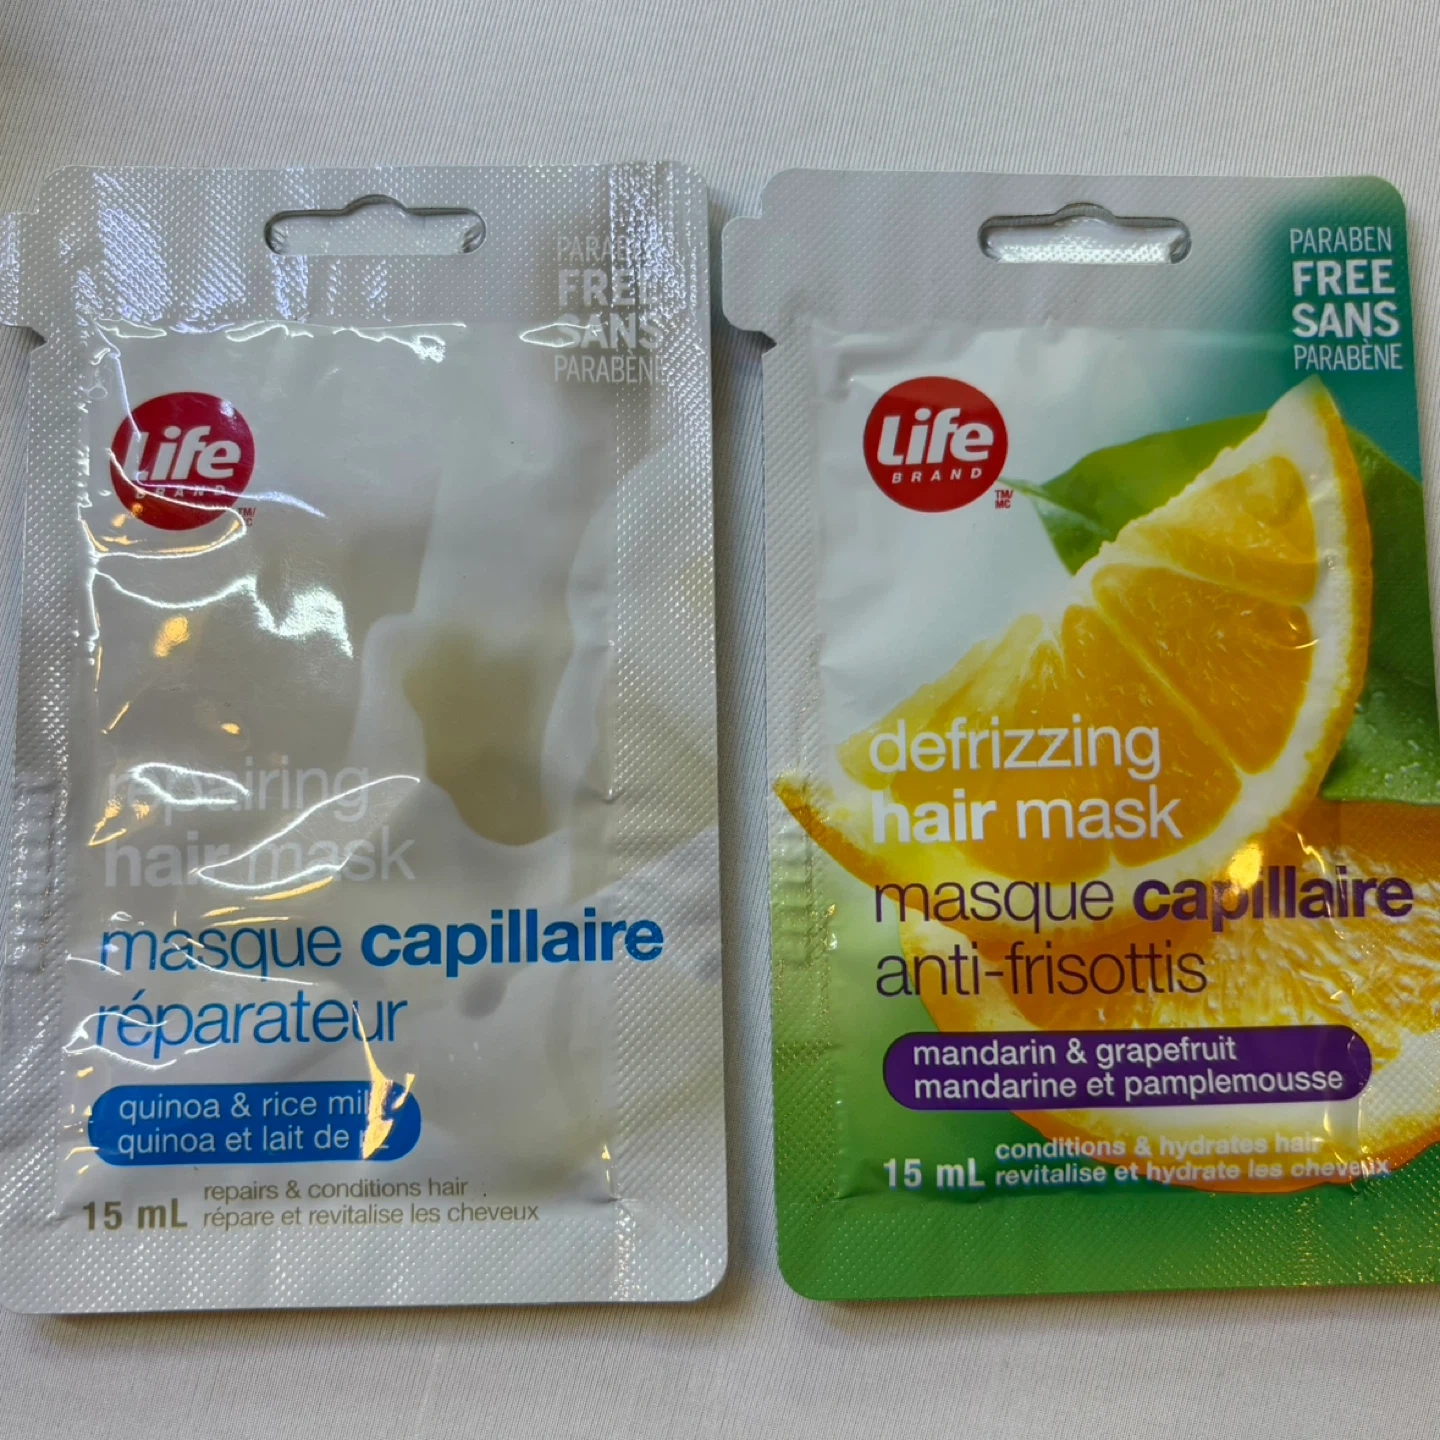 PARABEN
FREE
SANS
PARABÈNE
Life
BRAND
TM/
MC
repairing
hair mask
masque capillaire
réparateur
quinoa & rice milk
quinoa et lait de
15 mL
repairs & conditions hair
répare et revitalise les cheveux
PARABEN
FREE
SANS
PARABÈNE
Life
BRAND
TM/
MC
defrizzing
hair mask
masque capillaire
anti-frisottis
mandarin & grapefruit
mandarine et pamplemousse
15 mL
conditions & hydrates hair
revitalise et hydrate les cheveux